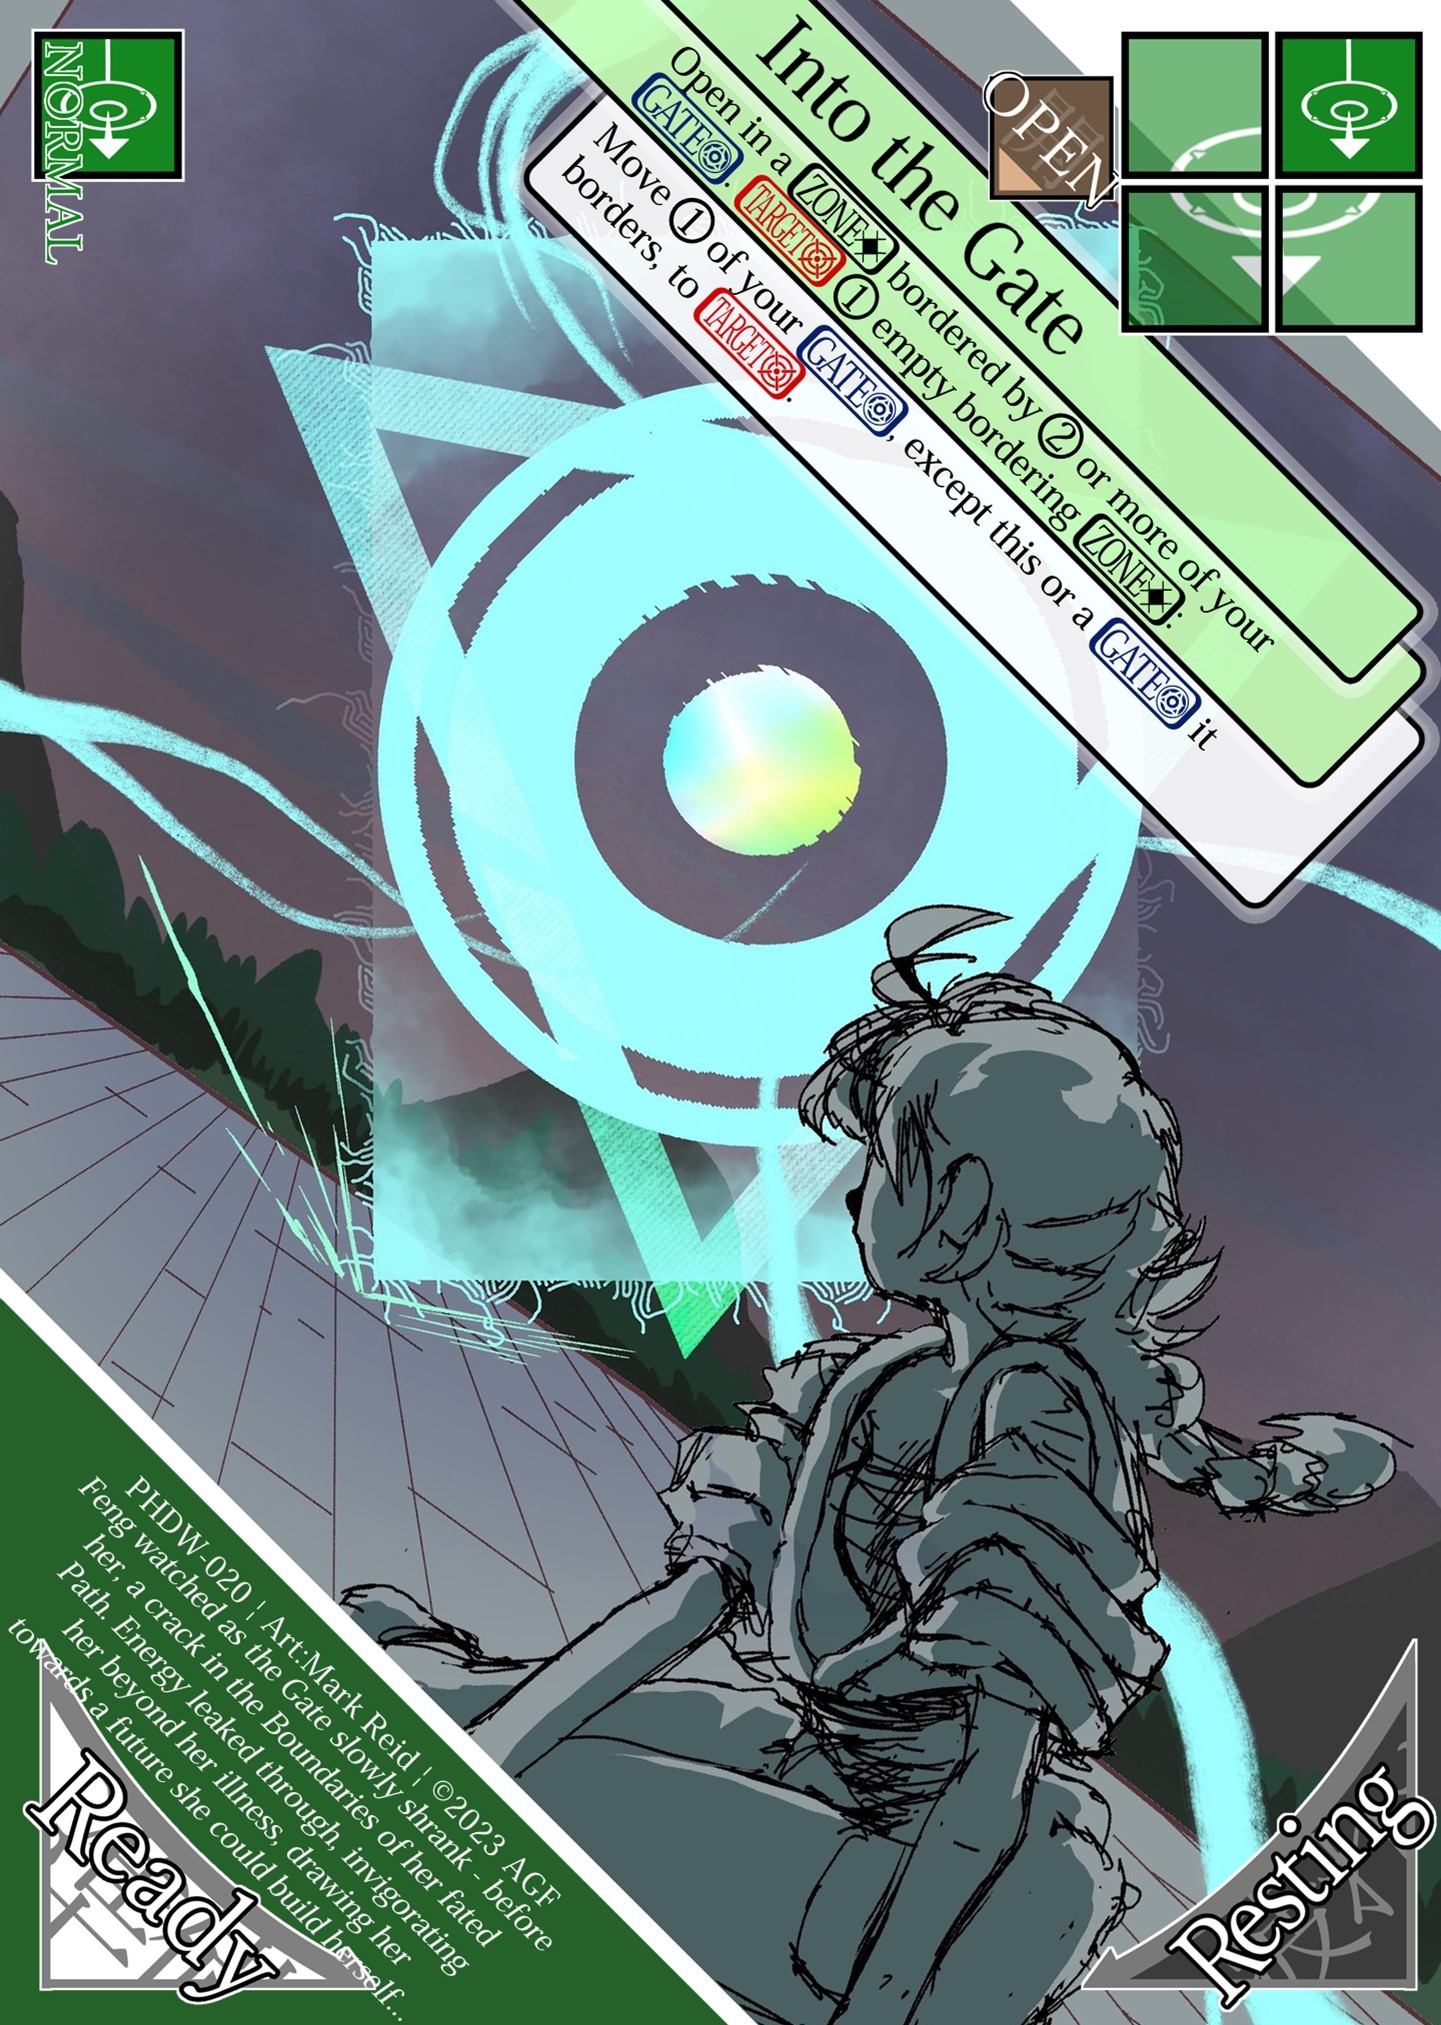 NORMAL
OPEN
Into the Gate
Open in a ZONE bordered by ② or more of your
GATE. TARGET ① empty bordering ZONE:
Move ① of your GATE, except this or a GATE it
borders, to TARGET.
PHDW-020 ¦ Art:Mark Reid ¦ ©2023 AGF
Feng watched as the Gate slowly shrank - before
her, a crack in the Boundaries of her fated
Path. Energy leaked through, invigorating
her beyond her illness, drawing her
towards a future she could build herself...
Ready
Resting